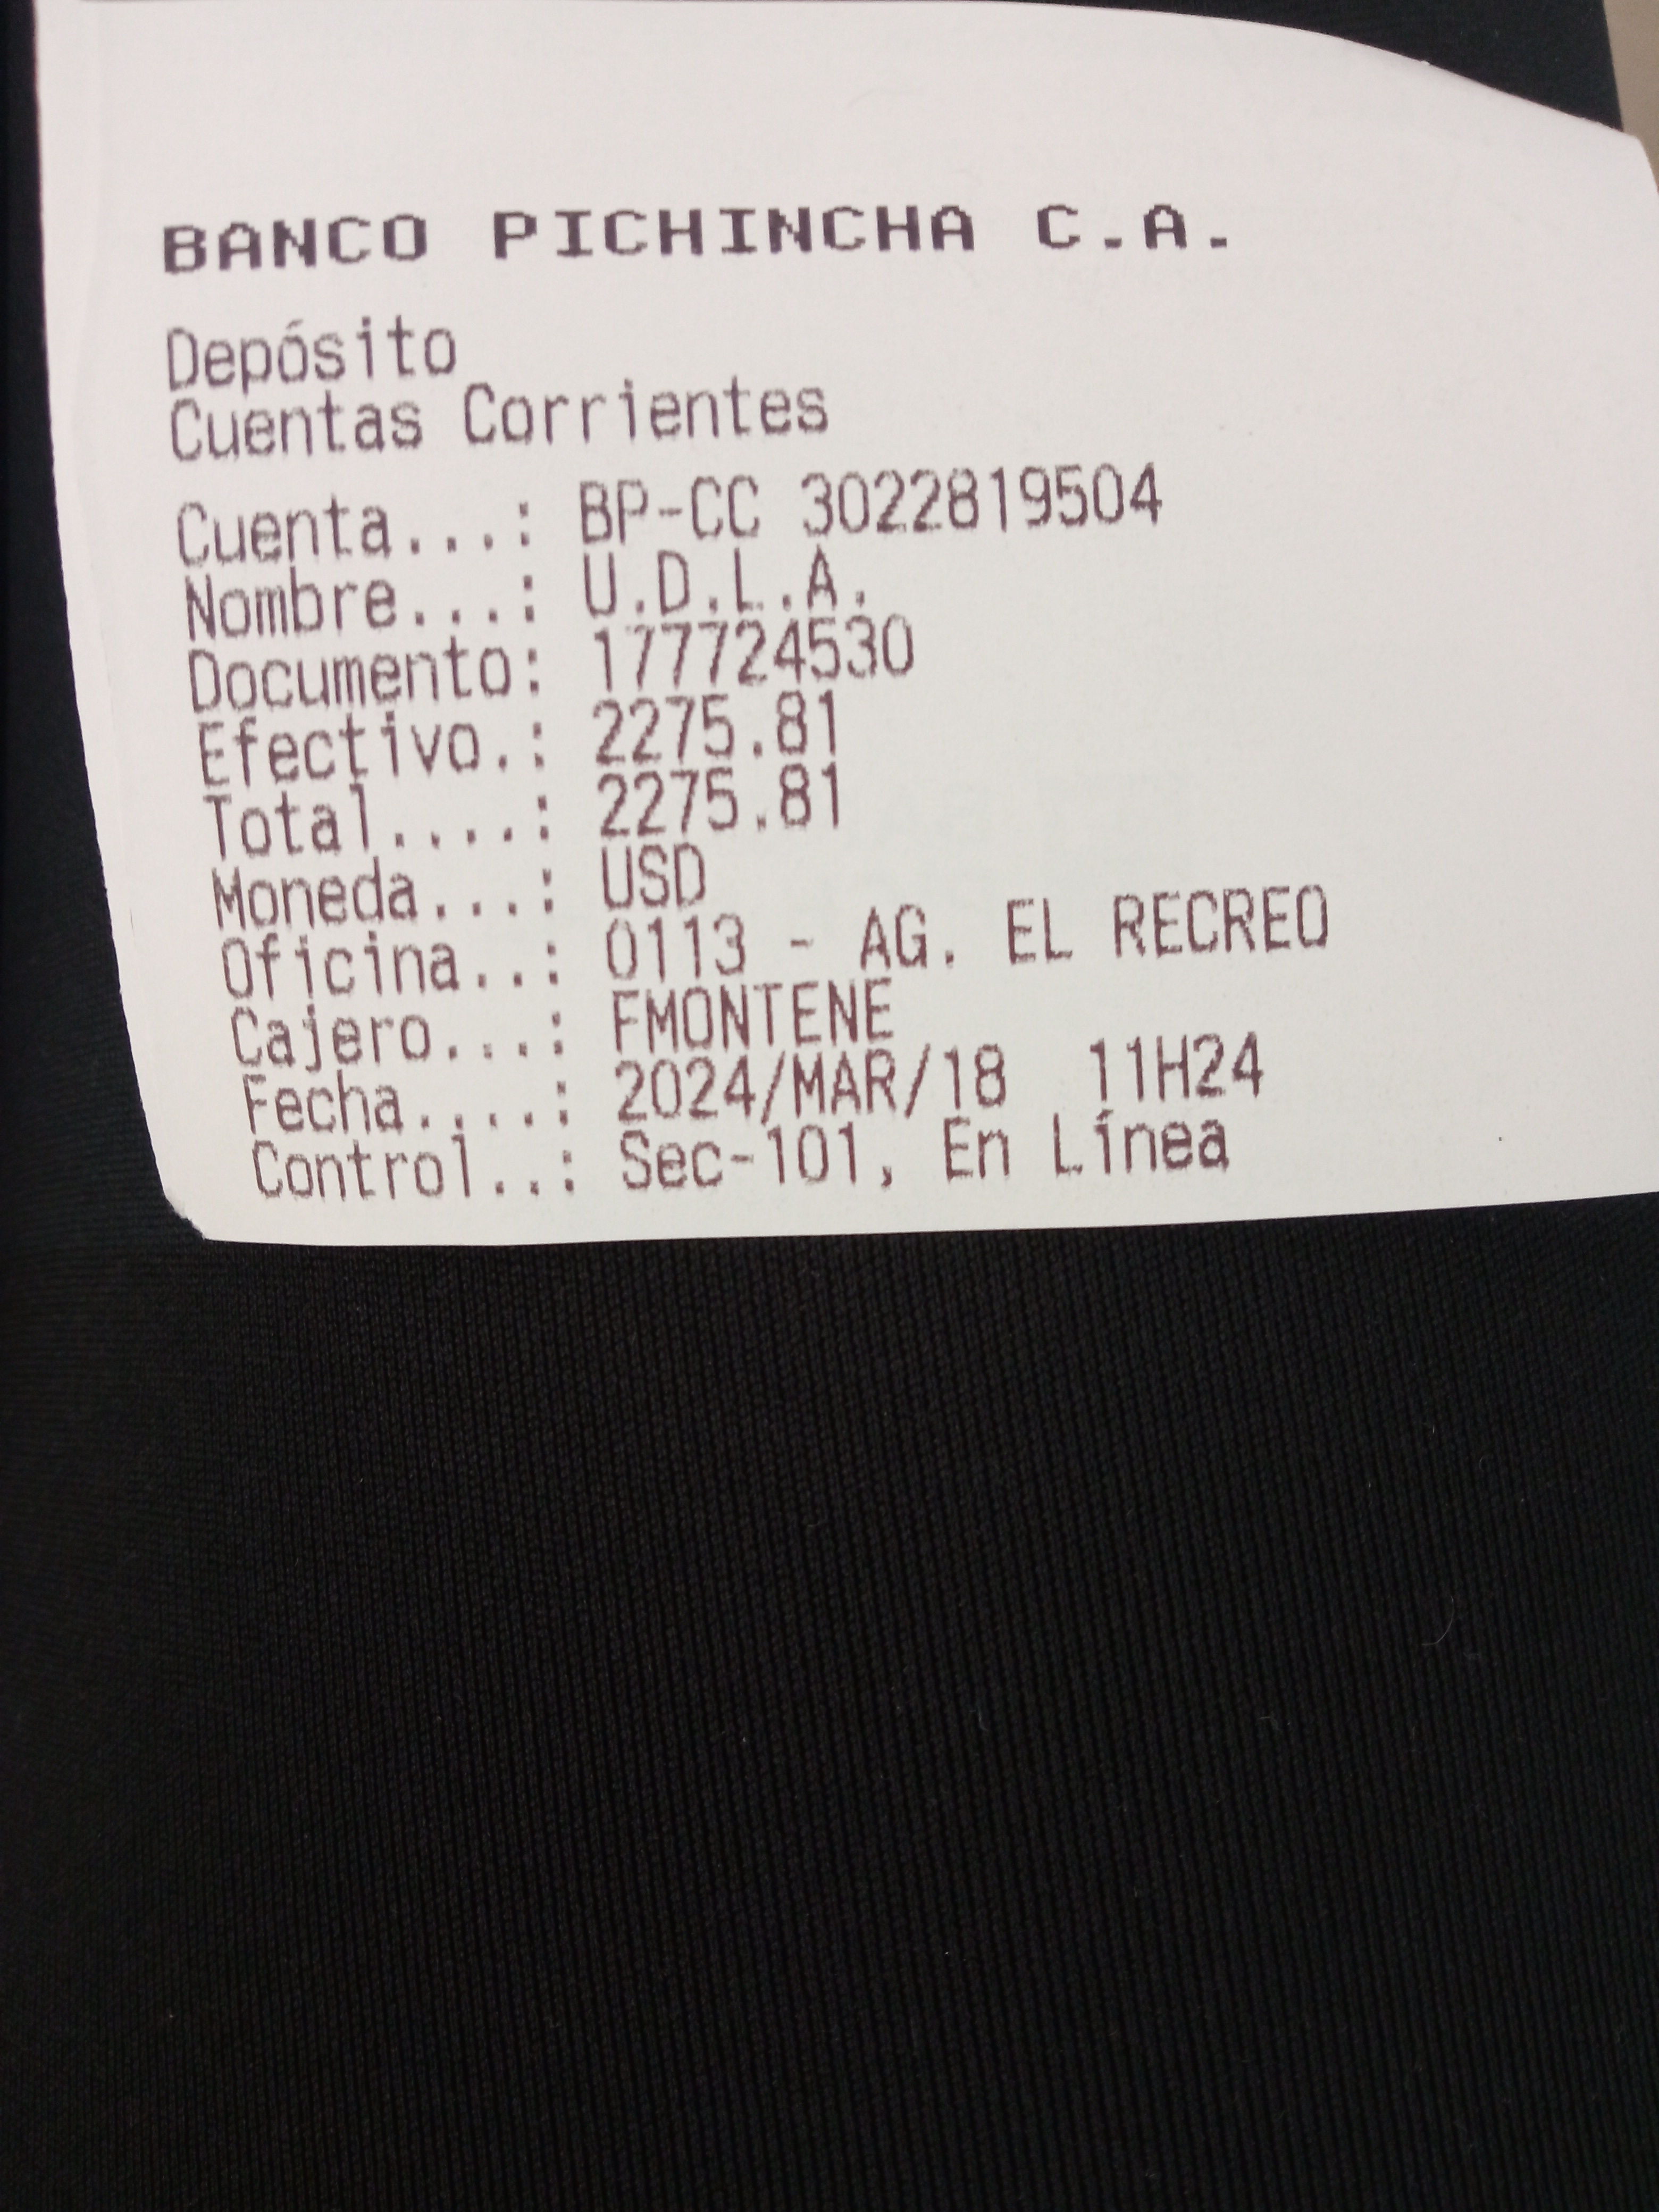 BANCO PICHINCHA C.A.
Depósito
Cuentas Corrientes
Cuenta...: BP-CC 3022819504
Nombre...: U.D.L.A.
Documento: 177724530
Efectivo.: 2275.81
Total....: 2275.81
Moneda...: USD
Oficina..: 0113 - AG. EL RECREO
Cajero...: FMONTENE
Fecha....: 2024/MAR/18  11H24
Control..: Sec-101, En Línea